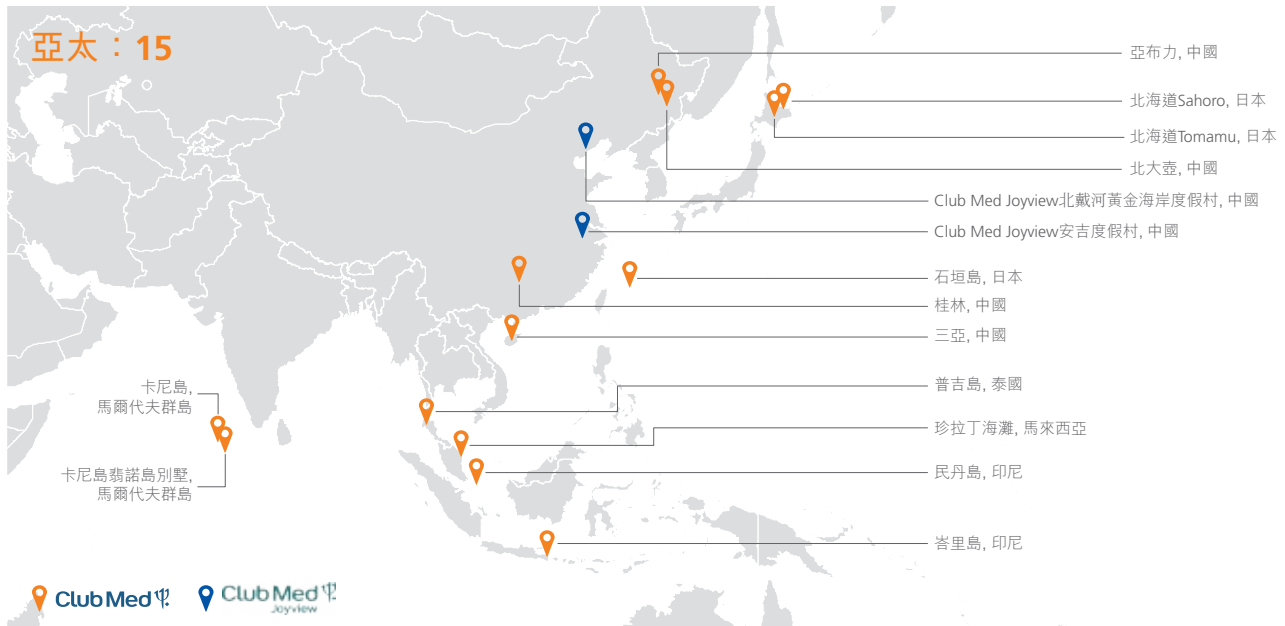 亞太：15
亞布力, 中國
北海道Sahoro, 日本
北海道Tomamu, 日本
北大壺, 中國
Club Med Joyview北戴河黃金海岸度假村, 中國
Club Med Joyview安吉度假村, 中國
石垣島, 日本
桂林, 中國
三亞, 中國
普吉島, 泰國
珍拉丁海灘, 馬來西亞
民丹島, 印尼
峇里島, 印尼
卡尼島,
馬爾代夫群島
卡尼島翡諾島別墅,
馬爾代夫群島
Club Med
Club Med
Joyview